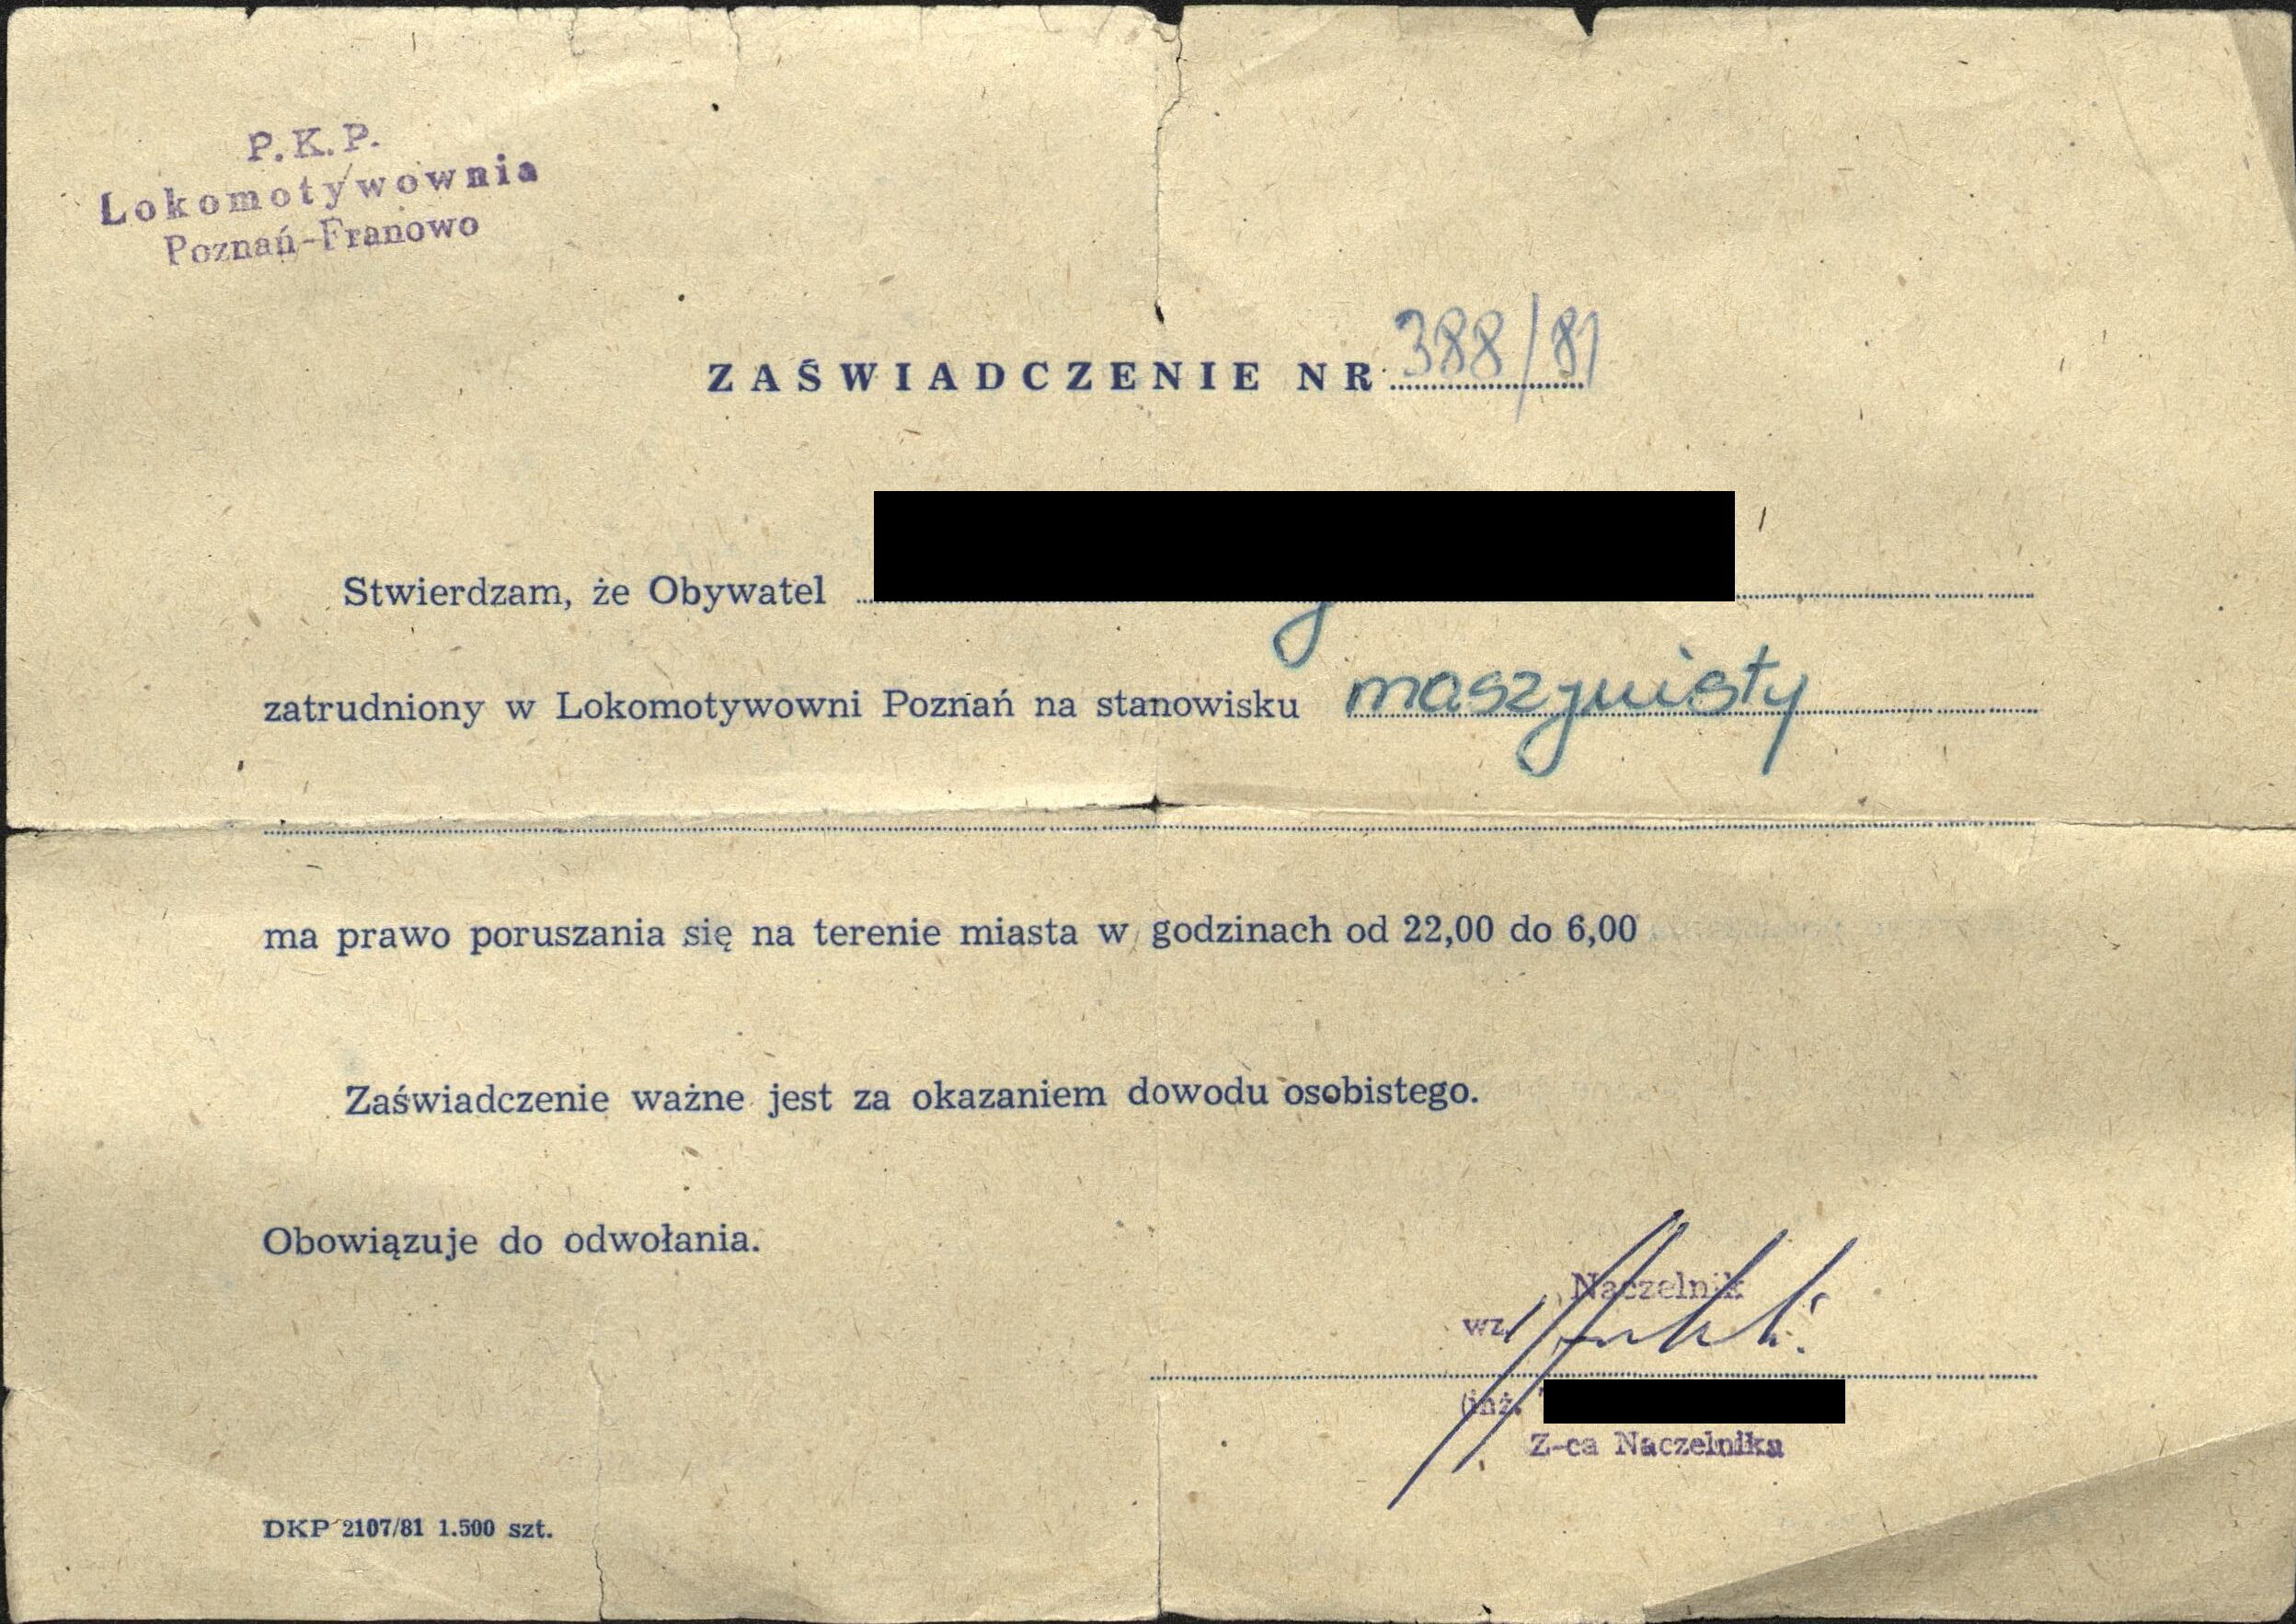 P.K.P.
Lokomotywownia
Poznań-Franowo
ZAŚWIADCZENIE NR 388/81
Stwierdzam, że Obywatel
zatrudniony w Lokomotywowni Poznań na stanowisku maszynisty
ma prawo poruszania się na terenie miasta w godzinach od 22,00 do 6,00
Zaświadczenie ważne jest za okazaniem dowodu osobistego.
Obowiązuje do odwołania.
Naczelnik
wz.
(inż.
Z-ca Naczelnika
DKP 2107/81 1.500 szt.